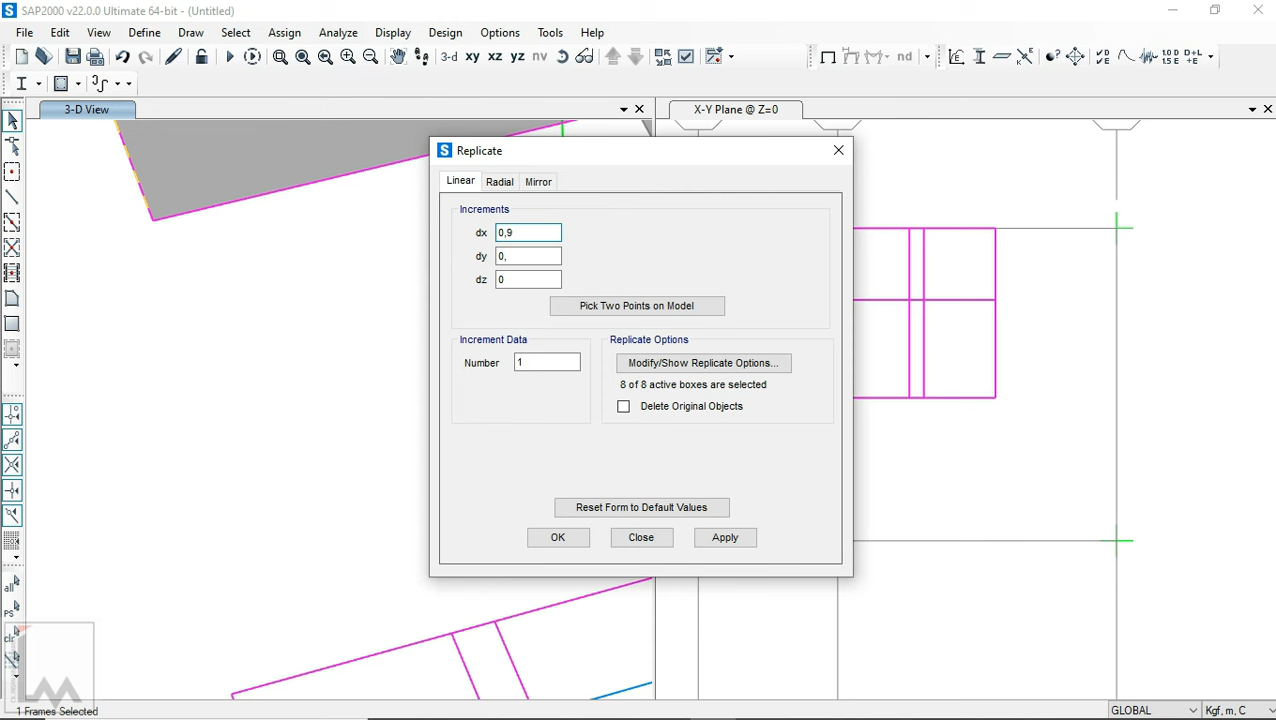 SAP2000 v22.0.0 Ultimate 64-bit - (Untitled)
File Edit View Define Draw Select Assign Analyze Display Design Options Tools Help
3-d xy xz yz nv nd
3-D View
X-Y Plane @ Z=0
Replicate
Linear Radial Mirror
Increments
dx 0,9
dy 0,
dz 0
Pick Two Points on Model
Increment Data
Number 1
Replicate Options
Modify/Show Replicate Options...
8 of 8 active boxes are selected
Delete Original Objects
Reset Form to Default Values
OK Close Apply
all
PS
clr
1 Frames Selected
GLOBAL
Kgf, m, C